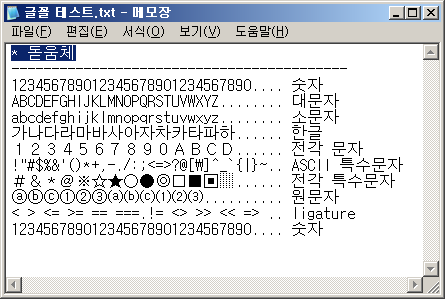 글꼴 테스트.txt - 메모장
파일(F) 편집(E) 서식(O) 보기(V) 도움말(H)
* 돋움체
------------------------------------------
123456789012345678901234567890.... 숫자
ABCDEFGHIJKLMNOPQRSTUVWXYZ........ 대문자
abcdefghijklmnopqrstuvwxyz........ 소문자
가나다라마바사아자차카타파하...... 한글
１２３４５６７８９０ＡＢＣＤ...... 전각 문자
!"#$%&'()*+,-./:;<=>?@[₩]^_`{|}~.. ASCII 특수문자
＃＆＊＠※☆★○●◎□■▣▒...... 전각 특수문자
ⓐⓑⓒ①②③⒜⒝⒞⑴⑵⑶.......... 원문자
< > <= >= == === .!= <> >> << => .. ligature
123456789012345678901234567890.... 숫자